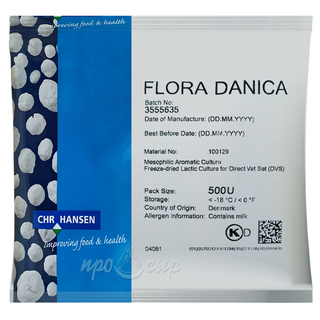 Improving food & health
FLORA DANICA
Batch No:
3555635
Date of Manufacture: (DD.MM.YYYY)
Best Before Date: (DD.MM.YYYY)
Material No: 100129
Mesophilic Aromatic Culture
Freeze-dried Lactic Culture for Direct Vat Set (DVS)
Pack Size: 500U
Storage: < -18 °C / < 0 °F
Country of Origin: Denmark
Allergen Information: Contains milk
CHR HANSEN
Improving food & health
K D
про сыр
04081